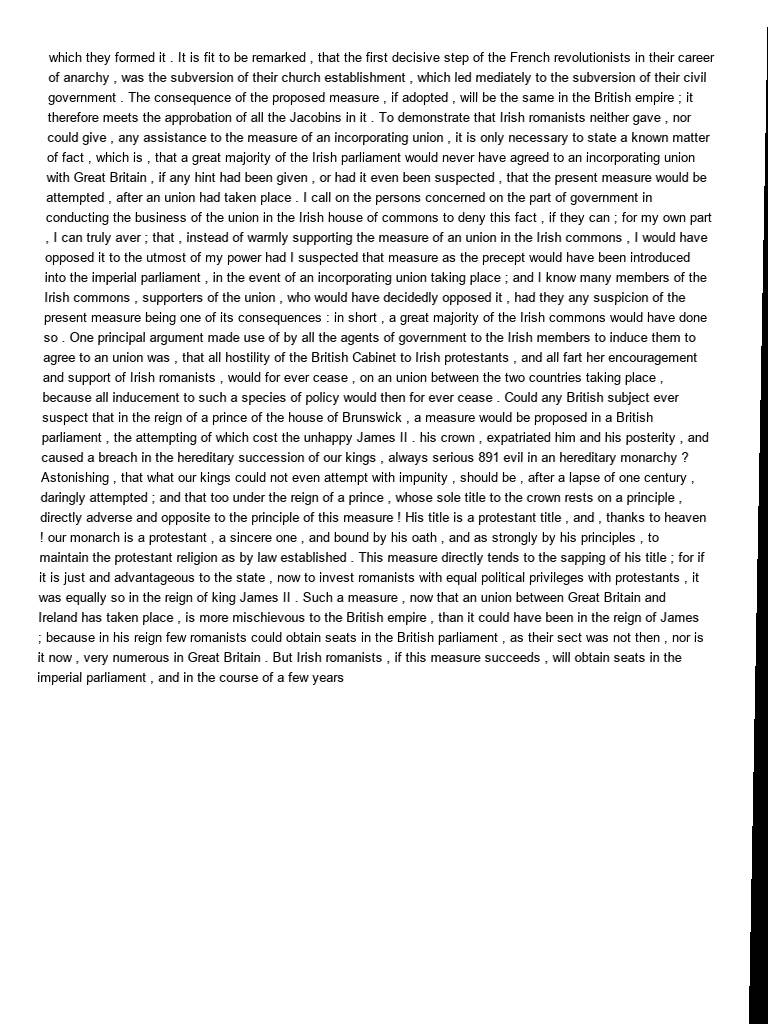 which they formed it . It is fit to be remarked , that the first decisive step of the French revolutionists in their career
of anarchy , was the subversion of their church establishment , which led mediately to the subversion of their civil
government . The consequence of the proposed measure , if adopted , will be the same in the British empire ; it
therefore meets the approbation of all the Jacobins in it . To demonstrate that Irish romanists neither gave , nor
could give , any assistance to the measure of an incorporating union , it is only necessary to state a known matter
of fact , which is , that a great majority of the Irish parliament would never have agreed to an incorporating union
with Great Britain , if any hint had been given , or had it even been suspected , that the present measure would be
attempted , after an union had taken place . I call on the persons concerned on the part of government in
conducting the business of the union in the Irish house of commons to deny this fact , if they can ; for my own part
, I can truly aver ; that , instead of warmly supporting the measure of an union in the Irish commons , I would have
opposed it to the utmost of my power had I suspected that measure as the precept would have been introduced
into the imperial parliament , in the event of an incorporating union taking place ; and I know many members of the
Irish commons , supporters of the union , who would have decidedly opposed it , had they any suspicion of the
present measure being one of its consequences : in short , a great majority of the Irish commons would have done
so . One principal argument made use of by all the agents of government to the Irish members to induce them to
agree to an union was , that all hostility of the British Cabinet to Irish protestants , and all fart her encouragement
and support of Irish romanists , would for ever cease , on an union between the two countries taking place ,
because all inducement to such a species of policy would then for ever cease . Could any British subject ever
suspect that in the reign of a prince of the house of Brunswick , a measure would be proposed in a British
parliament , the attempting of which cost the unhappy James II . his crown , expatriated him and his posterity , and
caused a breach in the hereditary succession of our kings , always serious 891 evil in an hereditary monarchy ?
Astonishing , that what our kings could not even attempt with impunity , should be , after a lapse of one century ,
daringly attempted ; and that too under the reign of a prince , whose sole title to the crown rests on a principle ,
directly adverse and opposite to the principle of this measure ! His title is a protestant title , and , thanks to heaven
! our monarch is a protestant , a sincere one , and bound by his oath , and as strongly by his principles , to
maintain the protestant religion as by law established . This measure directly tends to the sapping of his title ; for if
it is just and advantageous to the state , now to invest romanists with equal political privileges with protestants , it
was equally so in the reign of king James II . Such a measure , now that an union between Great Britain and
Ireland has taken place , is more mischievous to the British empire , than it could have been in the reign of James
; because in his reign few romanists could obtain seats in the British parliament , as their sect was not then , nor is
it now , very numerous in Great Britain . But Irish romanists , if this measure succeeds , will obtain seats in the
imperial parliament , and in the course of a few years